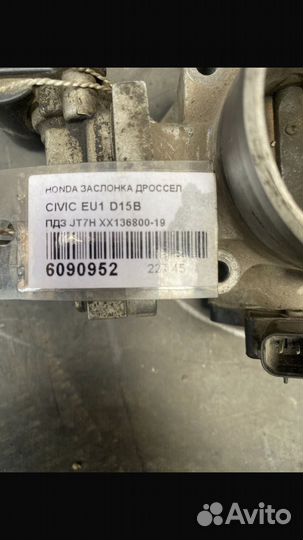 HONDA ЗАСЛОНКА ДРОССЕЛ
CIVIC EU1 D15B
ПДЗ JT7H XX136800-19
6090952
Avito